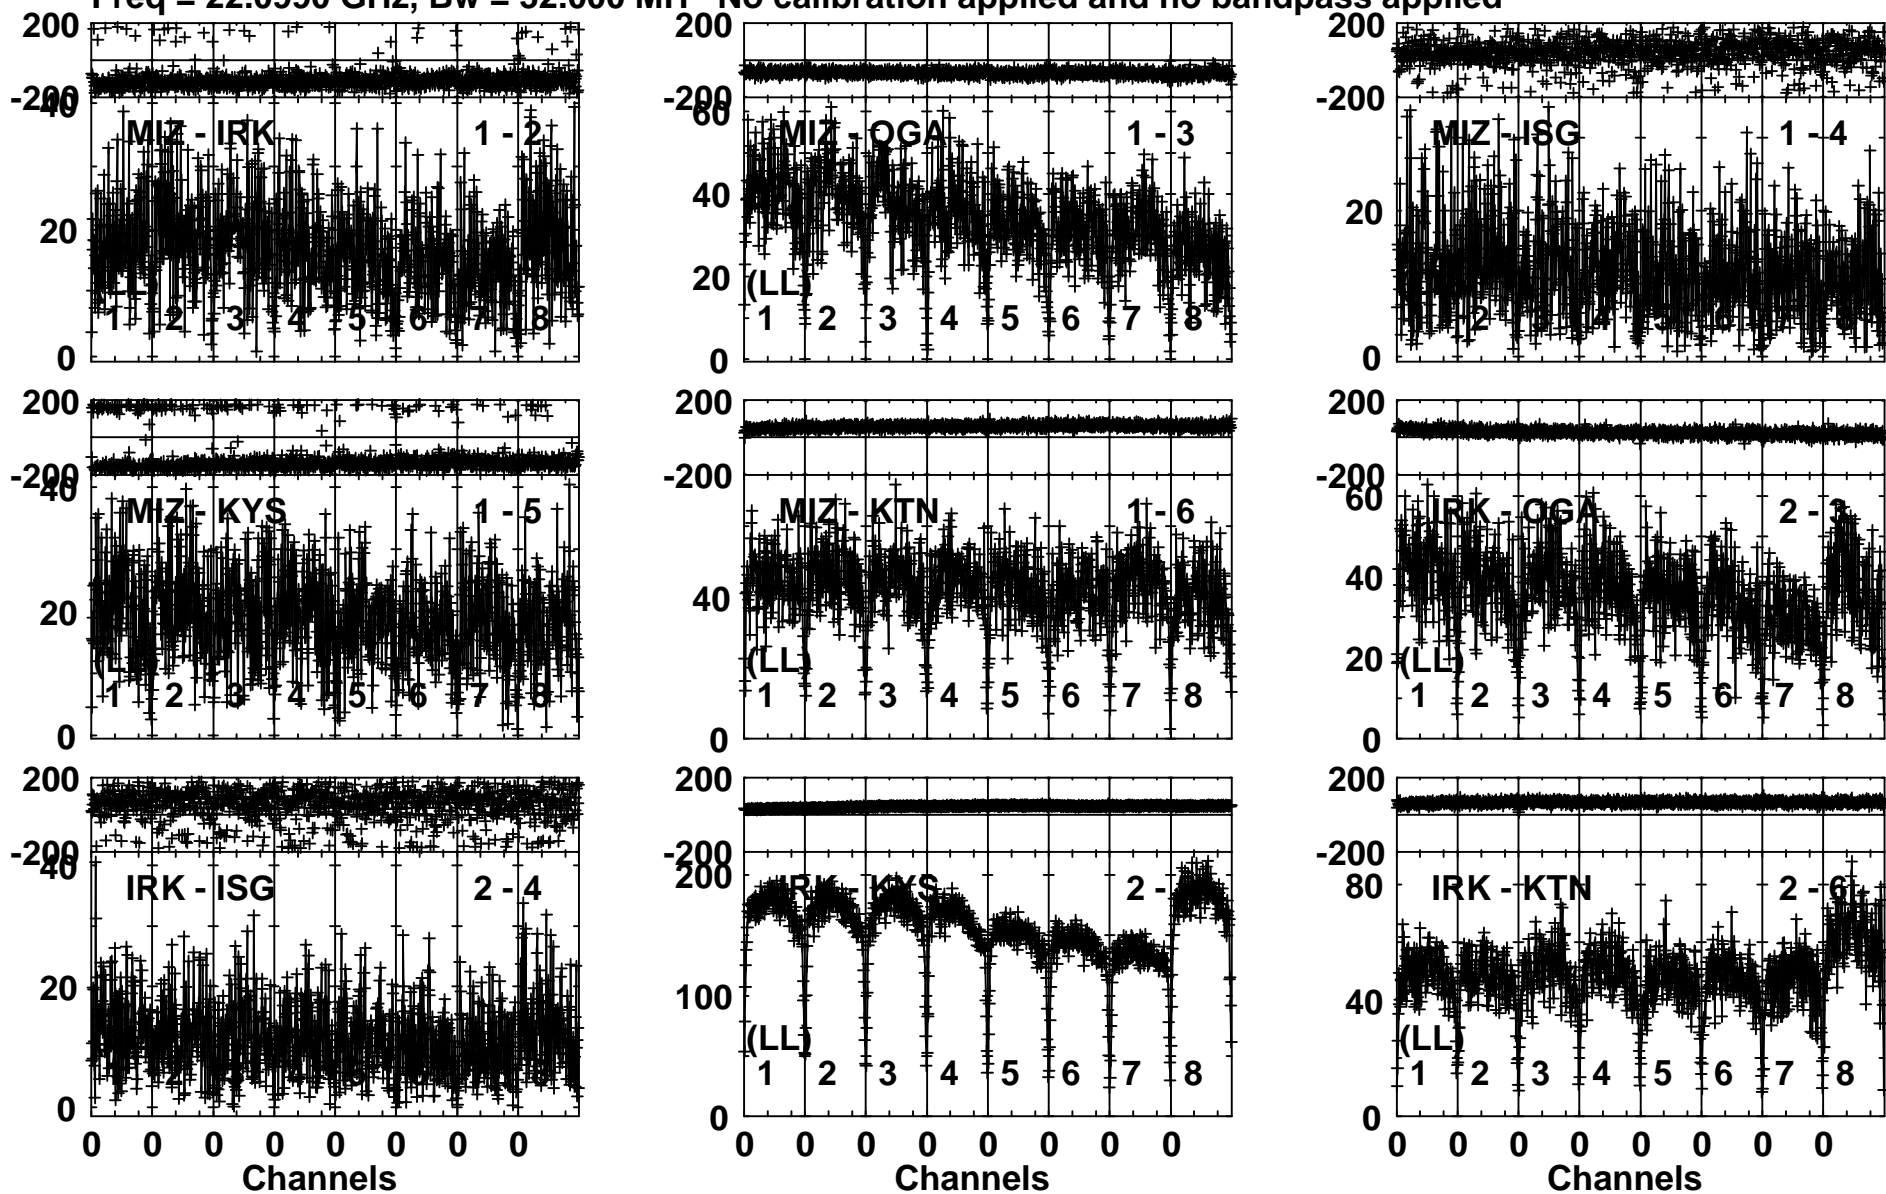 Freq = 22.0990 GHz, Bw = 32.000 MH No calibration applied and no bandpass applied
200 200 200
-200 -200 -200
40 60
MIZ - IRK 1 - 2 MIZ - OGA 1 - 3 MIZ - ISG 1 - 4
40
20 20
20
(LL)
1 2 3 4 5 6 7 8 1 2 3 4 5 6 7 8 2 3 4
0 0 0
200 200 200
-200 -200 -200
40 60
MIZ - KYS 1 - 5 MIZ - KTN 1 - 6 IRK - OGA 2 - 3
40 40
20
20
(L (LL) (LL)
1 2 3 4 5 6 7 8 1 2 3 4 5 6 7 8 1 2 3 4 5 6 7 8
0 0 0
200 200 200
-200 -200 -200
40 200 80
IRK - ISG 2 - 4 IRK - KYS 2 - IRK - KTN 2 - 6
20 100 40
(LL) (LL)
1 2 3 4 5 6 7 8 1 2 3 4 5 6 7 8
0 0 0
0 0 0 0 0 0 0 0 0 0 0 0 0 0 0 0 0 0 0 0 0 0 0 0
Channels Channels Channels